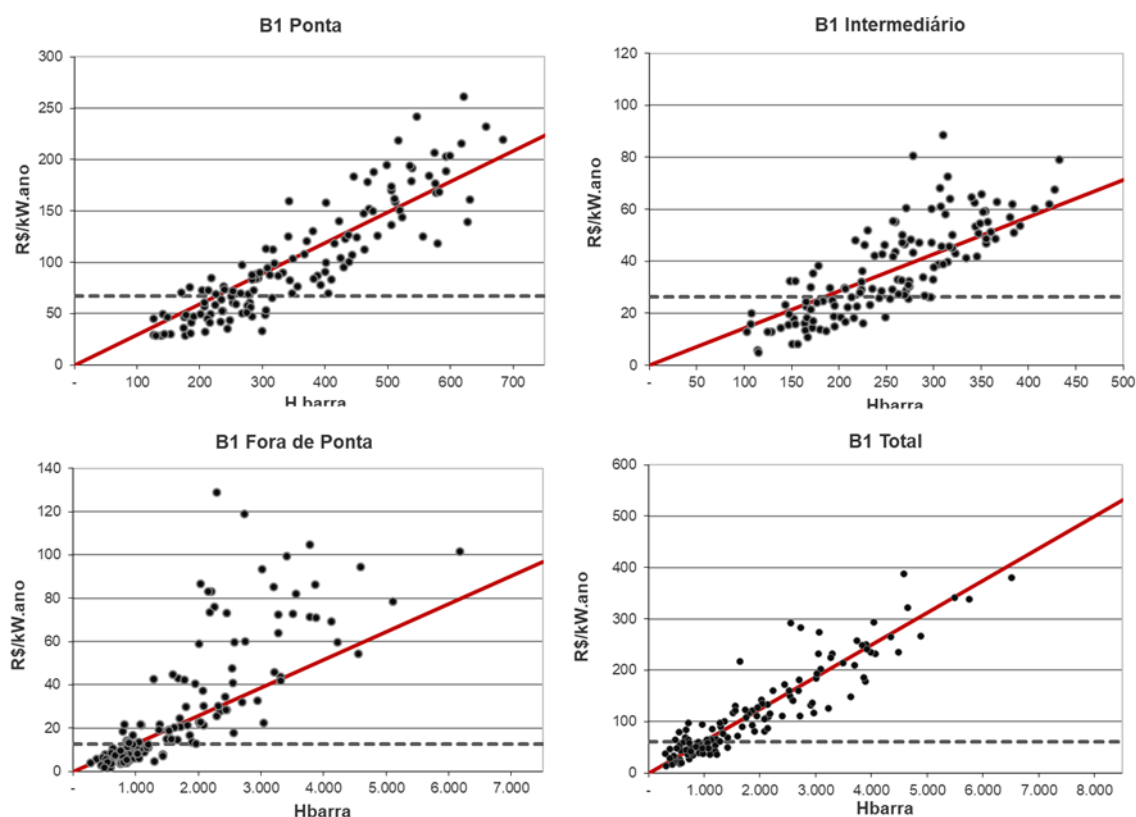 B1 Ponta
300
250
200
150
100
50
0
R$/kW.ano
- 100 200 300 400 500 600 700
H barra
B1 Intermediário
120
100
80
60
40
20
0
R$/kW.ano
- 50 100 150 200 250 300 350 400 450 500
Hbarra
B1 Fora de Ponta
140
120
100
80
60
40
20
0
R$/kW.ano
- 1.000 2.000 3.000 4.000 5.000 6.000 7.000
Hbarra
B1 Total
600
500
400
300
200
100
0
R$/kW.ano
- 1.000 2.000 3.000 4.000 5.000 6.000 7.000 8.000
Hbarra